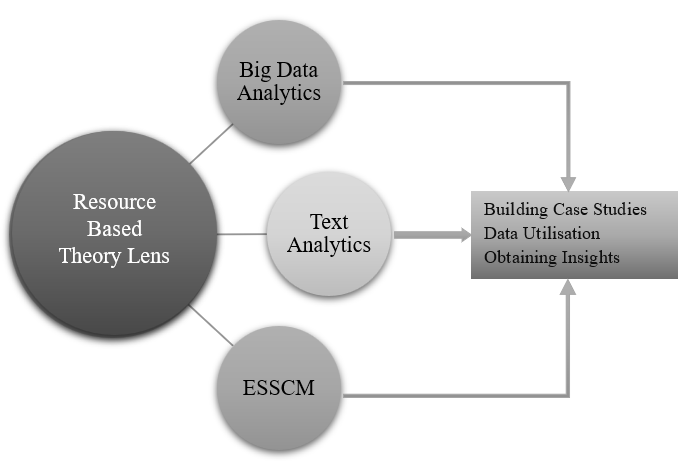 Big Data
Analytics
Resource
Based
Theory Lens
Text
Analytics
Building Case Studies
Data Utilisation
Obtaining Insights
ESSCM